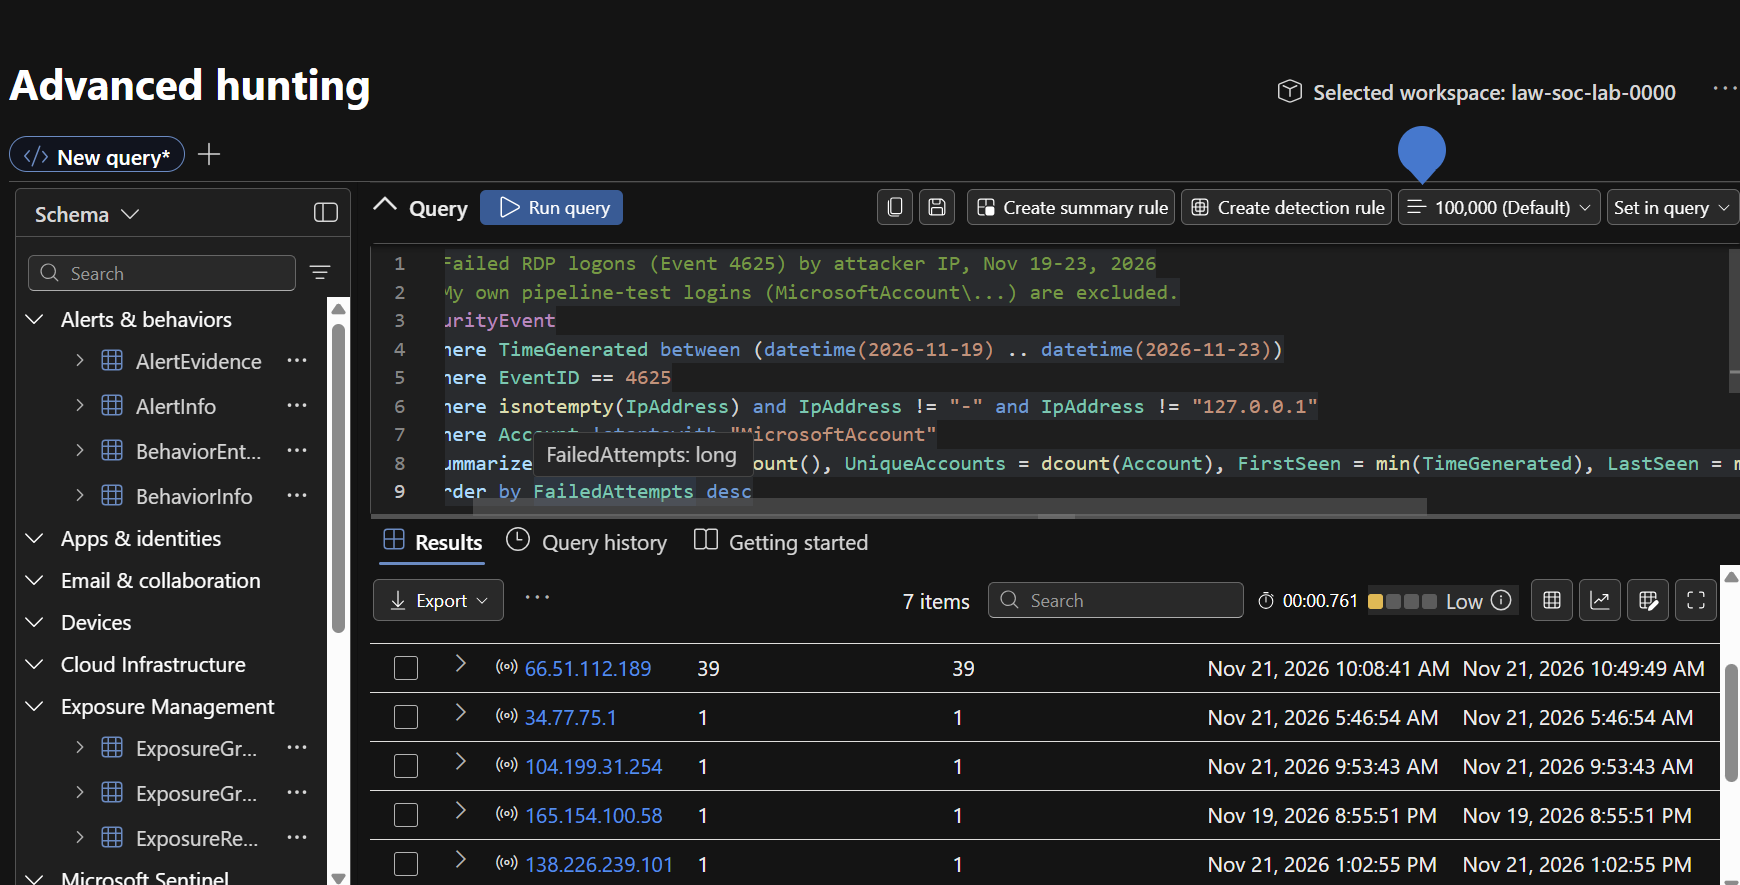 Advanced hunting
Selected workspace: law-soc-lab-0000
New query*
Schema
Query
Run query
Create summary rule
Create detection rule
100,000 (Default)
Set in query
Search
Alerts & behaviors
AlertEvidence
AlertInfo
BehaviorEnt...
BehaviorInfo
Apps & identities
Email & collaboration
Devices
Cloud Infrastructure
Exposure Management
ExposureGr...
ExposureGr...
ExposureRe...
Microsoft Sentinel
1 Failed RDP logons (Event 4625) by attacker IP, Nov 19-23, 2026
2 My own pipeline-test logins (MicrosoftAccount\...) are excluded.
3 urityEvent
4 here TimeGenerated between (datetime(2026-11-19) .. datetime(2026-11-23))
5 here EventID == 4625
6 here isnotempty(IpAddress) and IpAddress != "-" and IpAddress != "127.0.0.1"
7 here Acc "MicrosoftAccount"
8 ummarize ount(), UniqueAccounts = dcount(Account), FirstSeen = min(TimeGenerated), LastSeen = m
FailedAttempts: long
9 rder by FailedAttempts desc
Results
Query history
Getting started
Export
7 items
Search
00:00.761
Low
66.51.112.189 39 39 Nov 21, 2026 10:08:41 AM Nov 21, 2026 10:49:49 AM
34.77.75.1 1 1 Nov 21, 2026 5:46:54 AM Nov 21, 2026 5:46:54 AM
104.199.31.254 1 1 Nov 21, 2026 9:53:43 AM Nov 21, 2026 9:53:43 AM
165.154.100.58 1 1 Nov 19, 2026 8:55:51 PM Nov 19, 2026 8:55:51 PM
138.226.239.101 1 1 Nov 21, 2026 1:02:55 PM Nov 21, 2026 1:02:55 PM